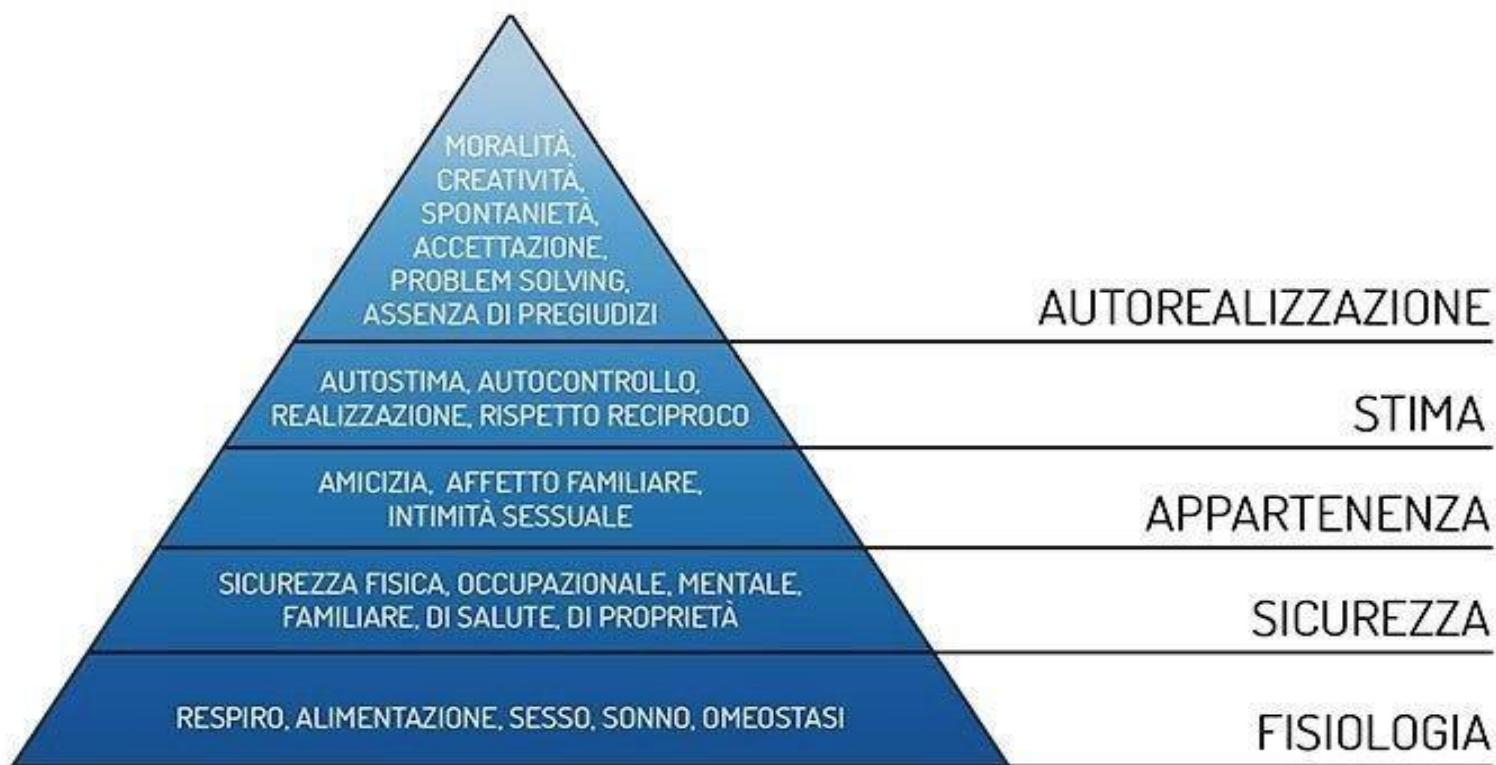 MORALITÀ,
CREATIVITÀ,
SPONTANIETÀ,
ACCETTAZIONE,
PROBLEM SOLVING,
ASSENZA DI PREGIUDIZI
AUTOREALIZZAZIONE
AUTOSTIMA, AUTOCONTROLLO,
REALIZZAZIONE, RISPETTO RECIPROCO
STIMA
AMICIZIA, AFFETTO FAMILIARE,
INTIMITÀ SESSUALE
APPARTENENZA
SICUREZZA FISICA, OCCUPAZIONALE, MENTALE,
FAMILIARE, DI SALUTE, DI PROPRIETÀ
SICUREZZA
RESPIRO, ALIMENTAZIONE, SESSO, SONNO, OMEOSTASI
FISIOLOGIA